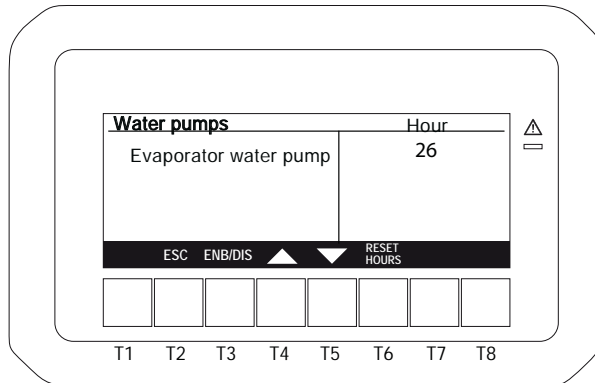 Water pumps Hour
Evaporator water pump 26
ESC ENB/DIS RESET
HOURS
T1 T2 T3 T4 T5 T6 T7 T8